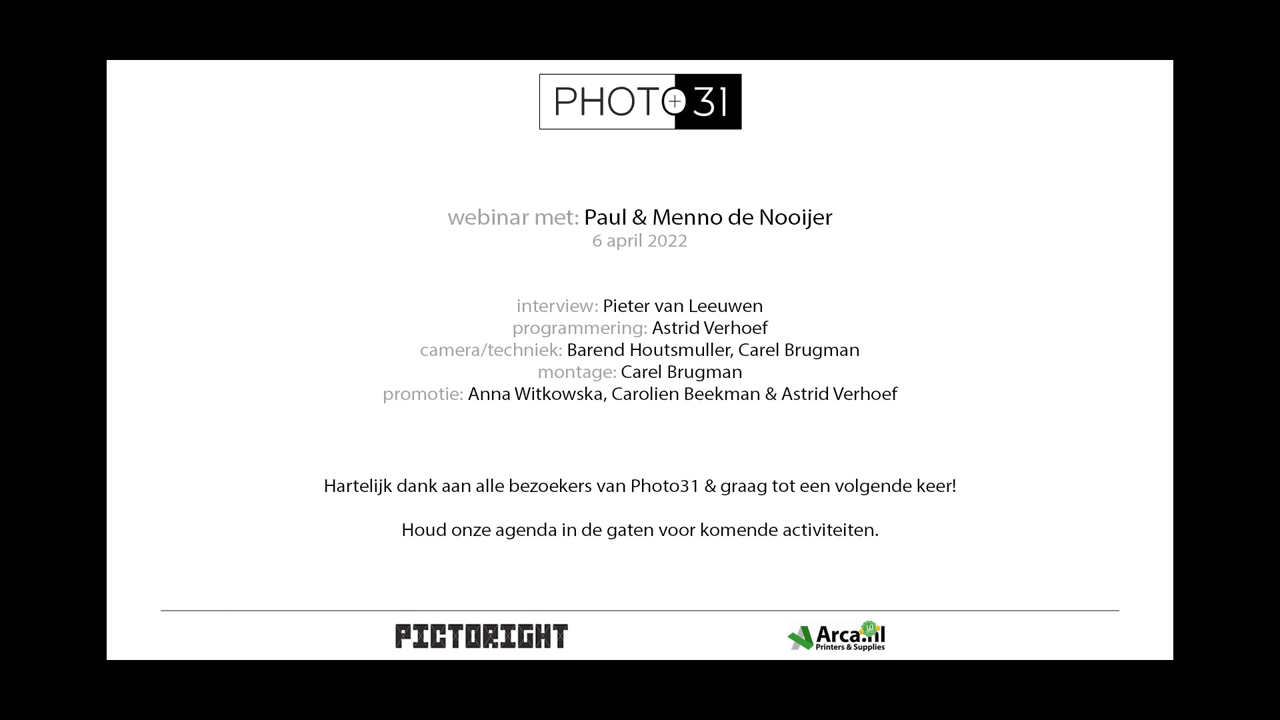 PHOTO+31
webinar met: Paul & Menno de Nooijer
6 april 2022
interview: Pieter van Leeuwen
programmering: Astrid Verhoef
camera/techniek: Barend Houtsmuller, Carel Brugman
montage: Carel Brugman
promotie: Anna Witkowska, Carolien Beekman & Astrid Verhoef
Hartelijk dank aan alle bezoekers van Photo31 & graag tot een volgende keer!
Houd onze agenda in de gaten voor komende activiteiten.
PICTORIGHT
Arca.nl
Printers & Supplies